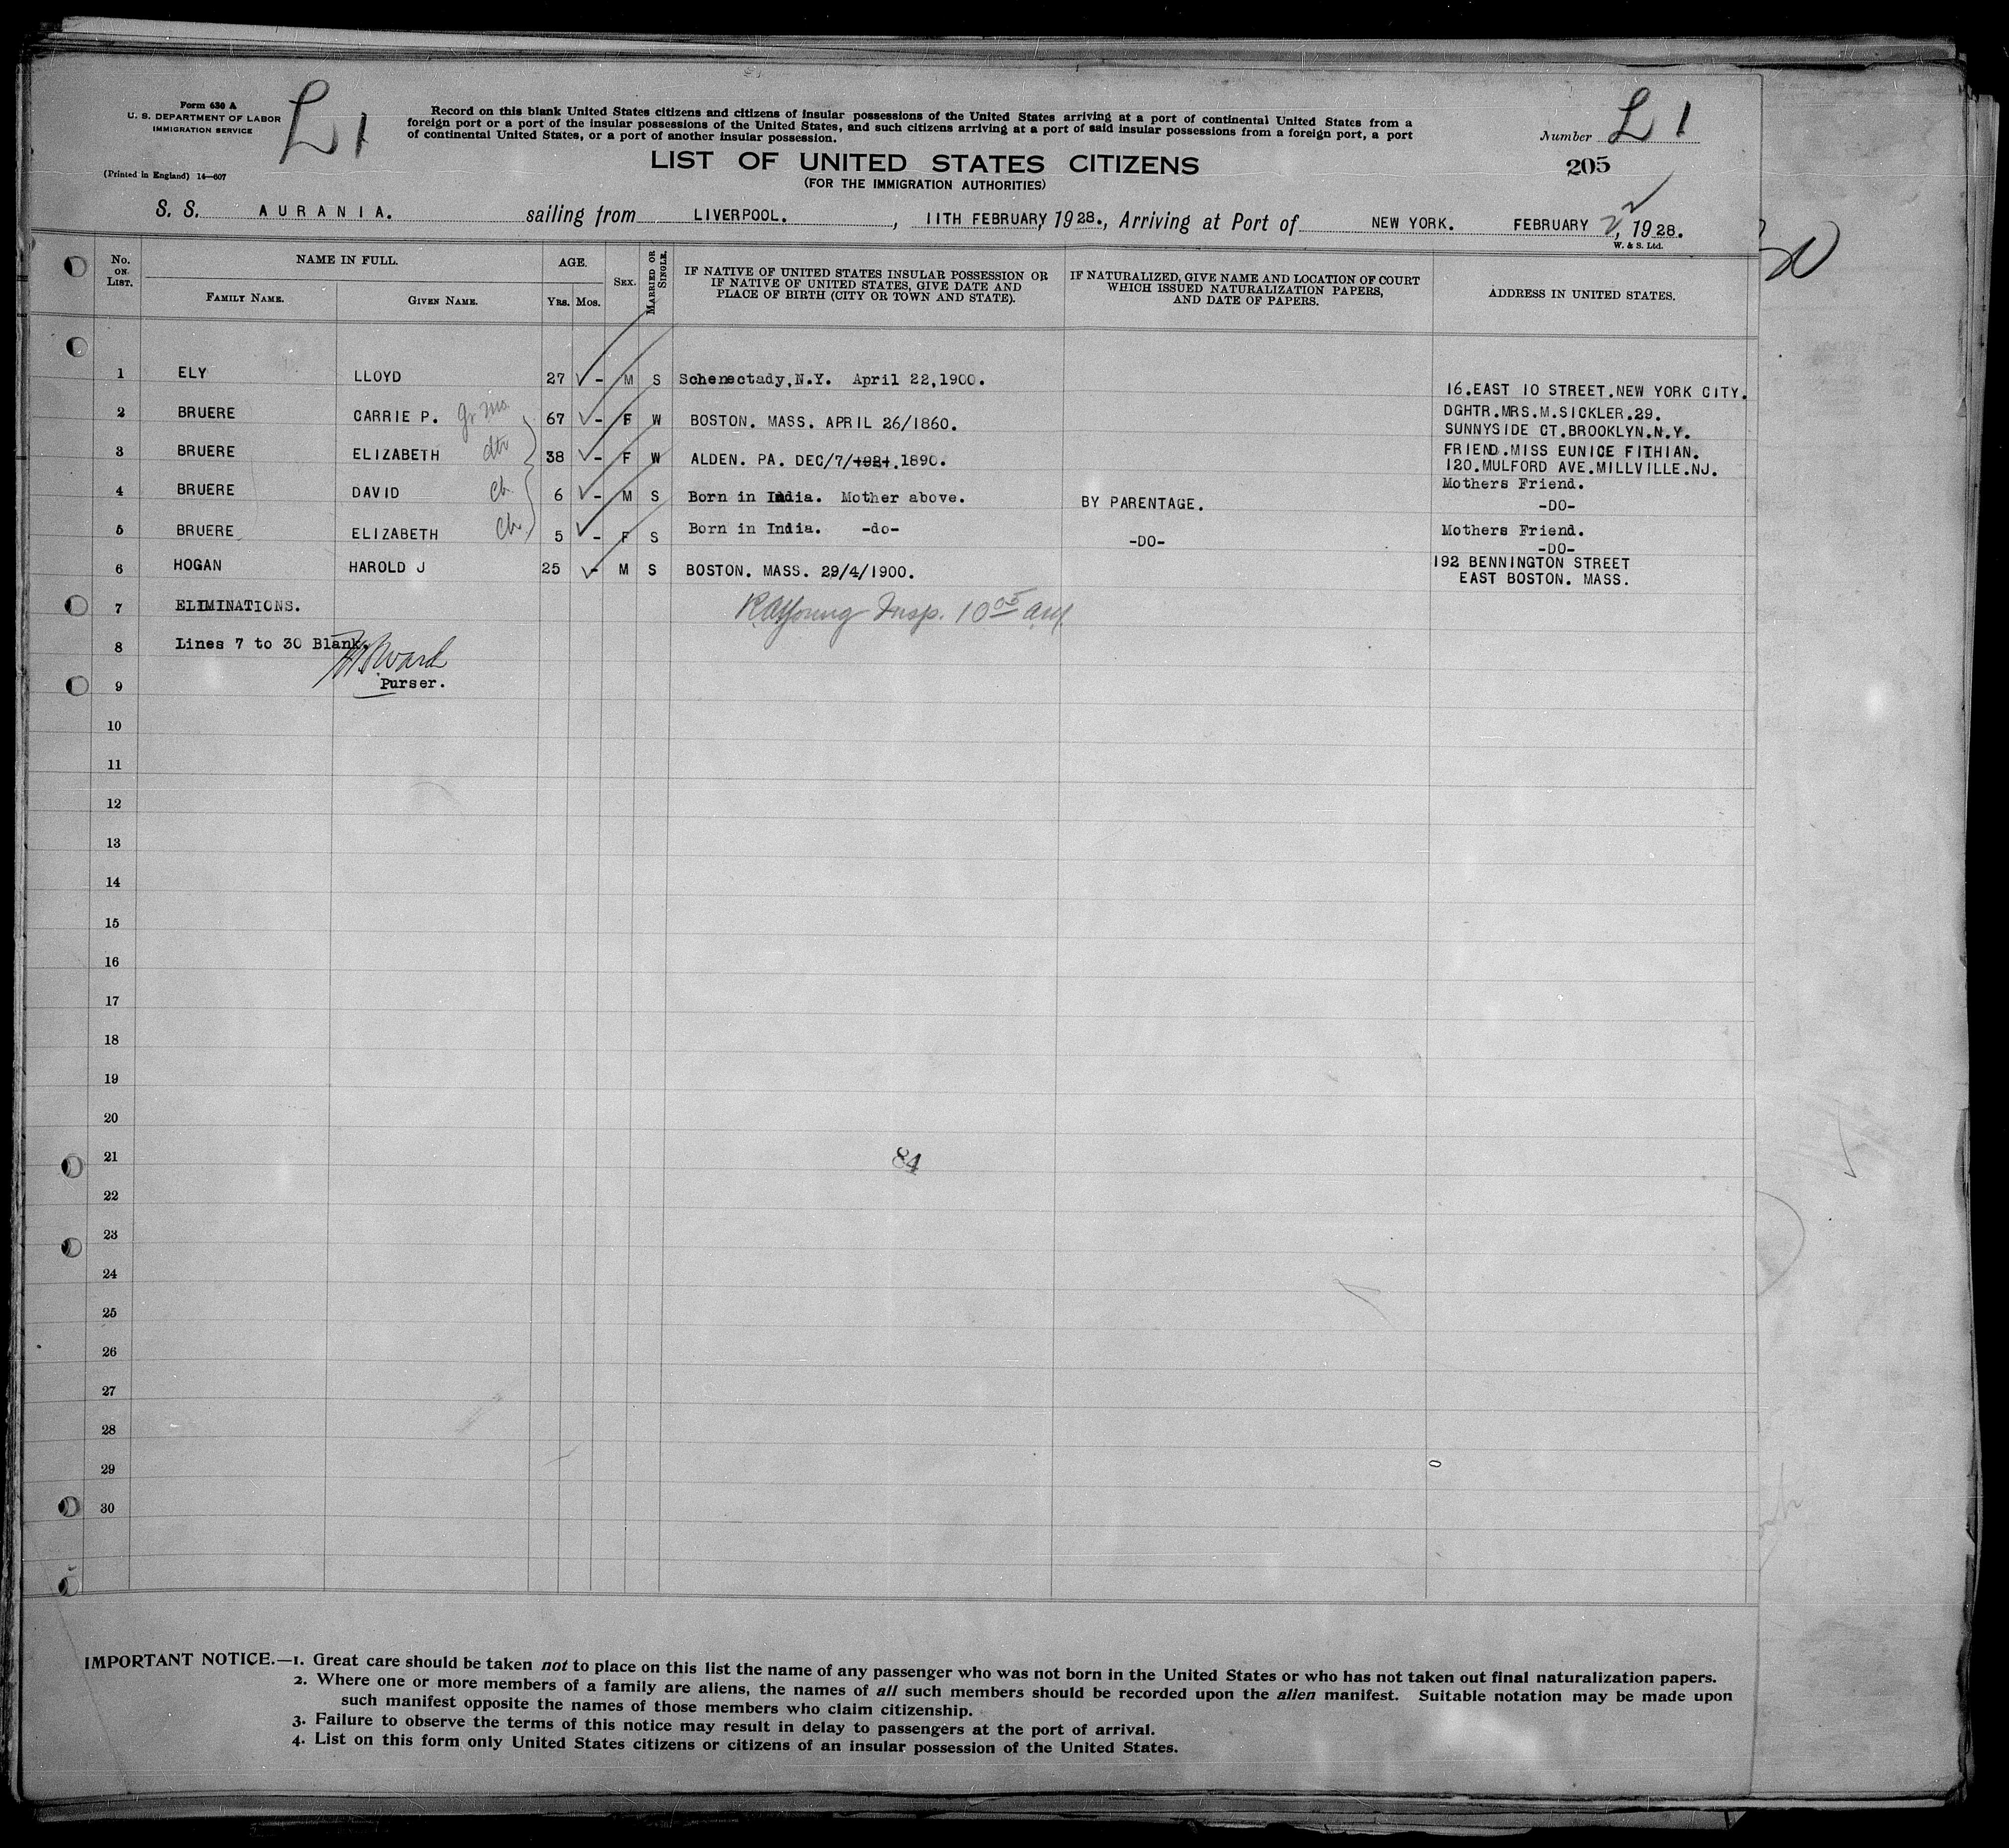 Form 630 A
U. S. DEPARTMENT OF LABOR
IMMIGRATION SERVICE
L 1
(Printed in England) 14—607
Record on this blank United States citizens and citizens of insular possessions of the United States arriving at a port of continental United States from a
foreign port or a port of the insular possessions of the United States, and such citizens arriving at a port of said insular possessions from a foreign port, a port
of continental United States, or a port of another insular possession.
Number L 1
LIST OF UNITED STATES CITIZENS
(FOR THE IMMIGRATION AUTHORITIES)
205
S. S. AURANIA. sailing from LIVERPOOL. , 11TH FEBRUARY, 1928., Arriving at Port of NEW YORK. FEBRUARY 22, 1928.
W. & S. Ltd.
No. ON LIST. NAME IN FULL. FAMILY NAME. GIVEN NAME. AGE. YRS. MOS. SEX. MARRIED OR SINGLE.
IF NATIVE OF UNITED STATES INSULAR POSSESSION OR
IF NATIVE OF UNITED STATES, GIVE DATE AND
PLACE OF BIRTH (CITY OR TOWN AND STATE).
IF NATURALIZED, GIVE NAME AND LOCATION OF COURT
WHICH ISSUED NATURALIZATION PAPERS,
AND DATE OF PAPERS.
ADDRESS IN UNITED STATES.
1 ELY LLOYD 27 - M S Schenectady,N.Y. April 22,1900. 16.EAST 10 STREET.NEW YORK CITY.
2 BRUERE CARRIE P. gr mo 67 - F W BOSTON. MASS. APRIL 26/1860. DGHTR.MRS.M.SICKLER.29.
SUNNYSIDE CT.BROOKLYN.N.Y.
3 BRUERE ELIZABETH dtr 38 - F W ALDEN. PA. DEC/7/1921.1890. FRIEND.MISS EUNICE FITHIAN.
120.MULFORD AVE.MILLVILLE.NJ.
4 BRUERE DAVID ch 6 - M S Born in India. Mother above. BY PARENTAGE. Mothers Friend.
-DO-
5 BRUERE ELIZABETH ch 5 - F S Born in India. -do- -DO- Mothers Friend.
-DO-
6 HOGAN HAROLD J 25 - M S BOSTON. MASS. 29/4/1900. 192 BENNINGTON STREET
EAST BOSTON. MASS.
7 ELIMINATIONS. Young Insp. 10 05 am
8 Lines 7 to 30 Blank.
Ward
9 Purser.
10
11
12
13
14
15
16
17
18
19
20
21 84
22
23
24
25
26
27
28
29
30
IMPORTANT NOTICE.—1. Great care should be taken not to place on this list the name of any passenger who was not born in the United States or who has not taken out final naturalization papers.
2. Where one or more members of a family are aliens, the names of all such members should be recorded upon the alien manifest. Suitable notation may be made upon
such manifest opposite the names of those members who claim citizenship.
3. Failure to observe the terms of this notice may result in delay to passengers at the port of arrival.
4. List on this form only United States citizens or citizens of an insular possession of the United States.